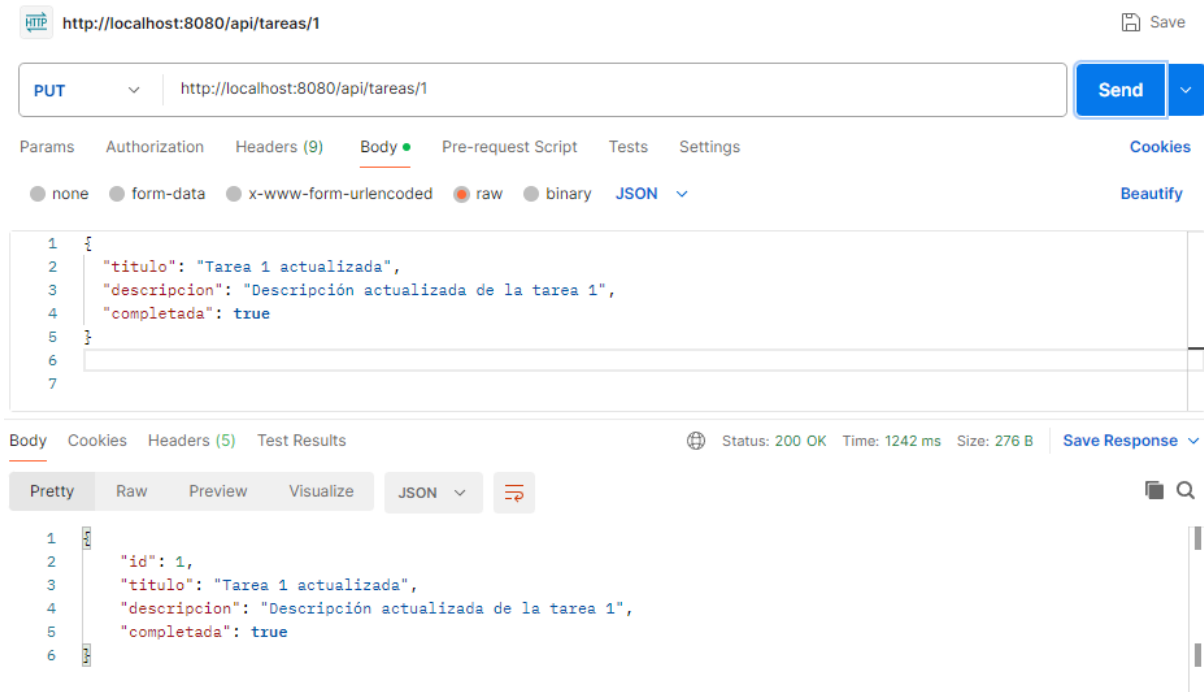 HTTP http://localhost:8080/api/tareas/1 Save
PUT http://localhost:8080/api/tareas/1 Send
Params Authorization Headers (9) Body Pre-request Script Tests Settings Cookies
none form-data x-www-form-urlencoded raw binary JSON Beautify
1 {
2 "titulo": "Tarea 1 actualizada",
3 "descripcion": "Descripción actualizada de la tarea 1",
4 "completada": true
5 }
6
7
Body Cookies Headers (5) Test Results Status: 200 OK Time: 1242 ms Size: 276 B Save Response
Pretty Raw Preview Visualize JSON
1 {
2 "id": 1,
3 "titulo": "Tarea 1 actualizada",
4 "descripcion": "Descripción actualizada de la tarea 1",
5 "completada": true
6 }